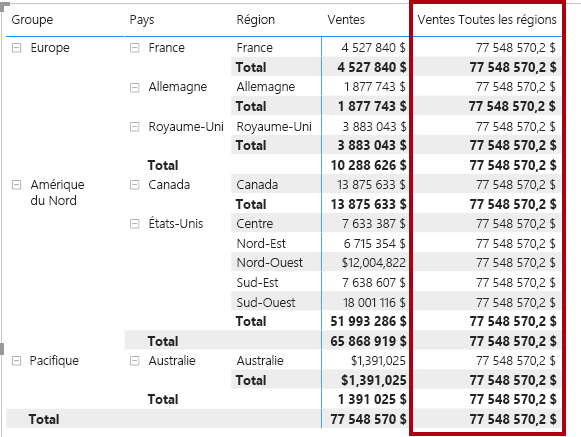 Groupe Pays Région Ventes Ventes Toutes les régions
Europe France France 4 527 840 $ 77 548 570,2 $
Total 4 527 840 $ 77 548 570,2 $
Allemagne Allemagne 1 877 743 $ 77 548 570,2 $
Total 1 877 743 $ 77 548 570,2 $
Royaume-Uni Royaume-Uni 3 883 043 $ 77 548 570,2 $
Total 3 883 043 $ 77 548 570,2 $
Total 10 288 626 $ 77 548 570,2 $
Amérique Canada Canada 13 875 633 $ 77 548 570,2 $
du Nord Total 13 875 633 $ 77 548 570,2 $
États-Unis Centre 7 633 387 $ 77 548 570,2 $
Nord-Est 6 715 354 $ 77 548 570,2 $
Nord-Ouest $12,004,822 77 548 570,2 $
Sud-Est 7 638 607 $ 77 548 570,2 $
Sud-Ouest 18 001 116 $ 77 548 570,2 $
Total 51 993 286 $ 77 548 570,2 $
Total 65 868 919 $ 77 548 570,2 $
Pacifique Australie Australie $1,391,025 77 548 570,2 $
Total $1,391,025 77 548 570,2 $
Total 1 391 025 $ 77 548 570,2 $
Total 77 548 570 $ 77 548 570,2 $